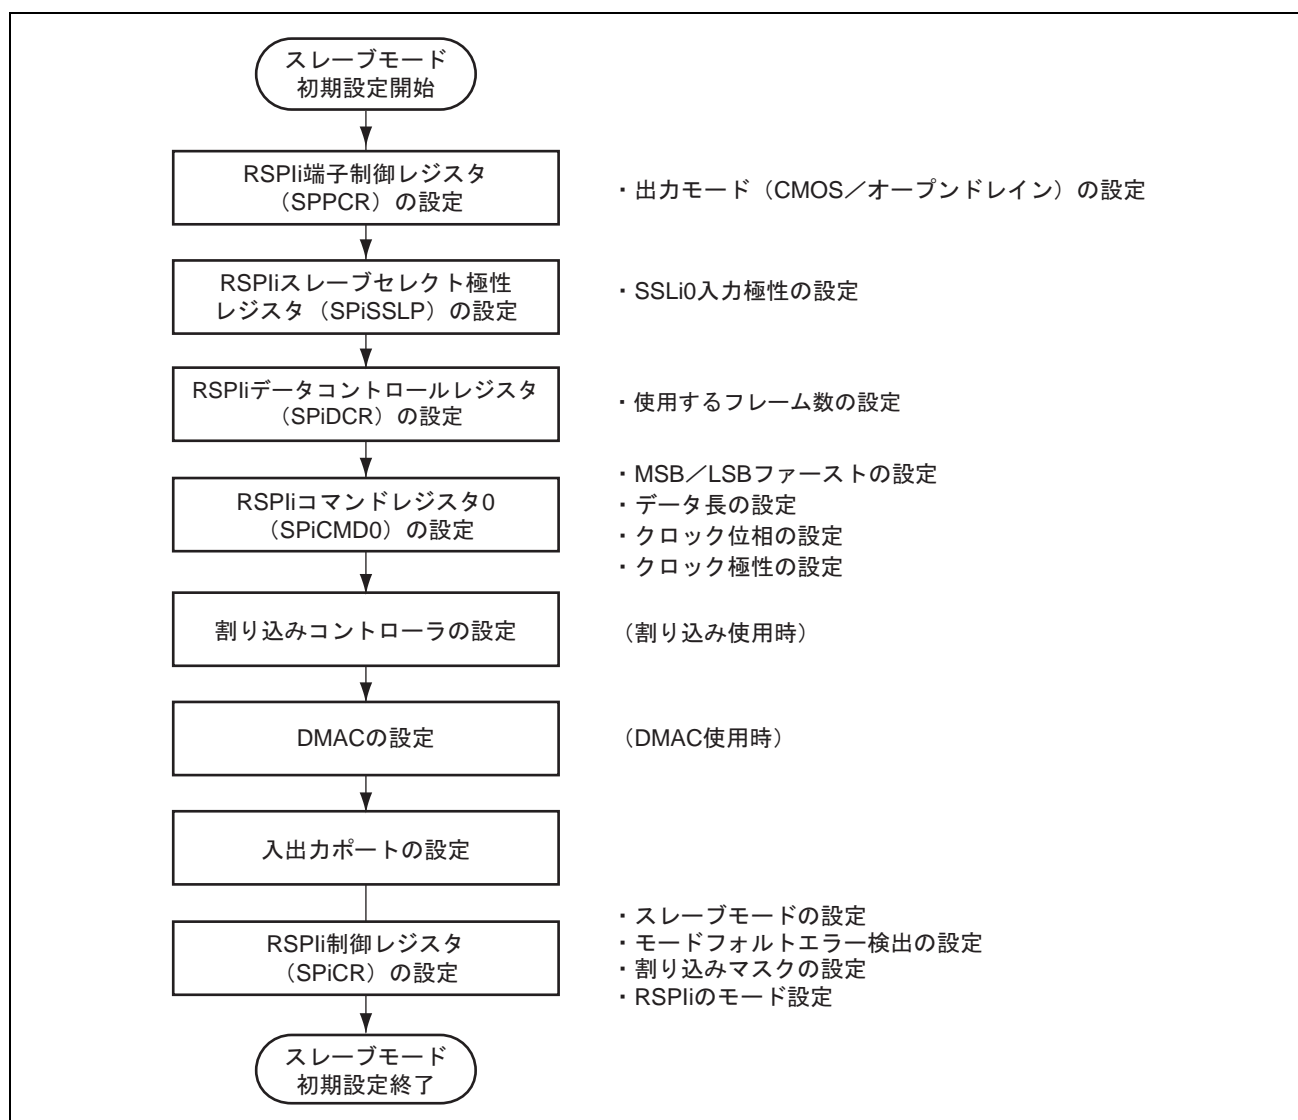 スレーブモード
初期設定開始
RSPIi端子制御レジスタ
（SPPCR）の設定
・出力モード（CMOS／オープンドレイン）の設定
RSPIiスレーブセレクト極性
レジスタ（SPiSSLP）の設定
・SSLi0入力極性の設定
RSPIiデータコントロールレジスタ
（SPiDCR）の設定
・使用するフレーム数の設定
RSPIiコマンドレジスタ0
（SPiCMD0）の設定
・MSB／LSBファーストの設定
・データ長の設定
・クロック位相の設定
・クロック極性の設定
割り込みコントローラの設定
（割り込み使用時）
DMACの設定
（DMAC使用時）
入出力ポートの設定
RSPIi制御レジスタ
（SPiCR）の設定
・スレーブモードの設定
・モードフォルトエラー検出の設定
・割り込みマスクの設定
・RSPIiのモード設定
スレーブモード
初期設定終了